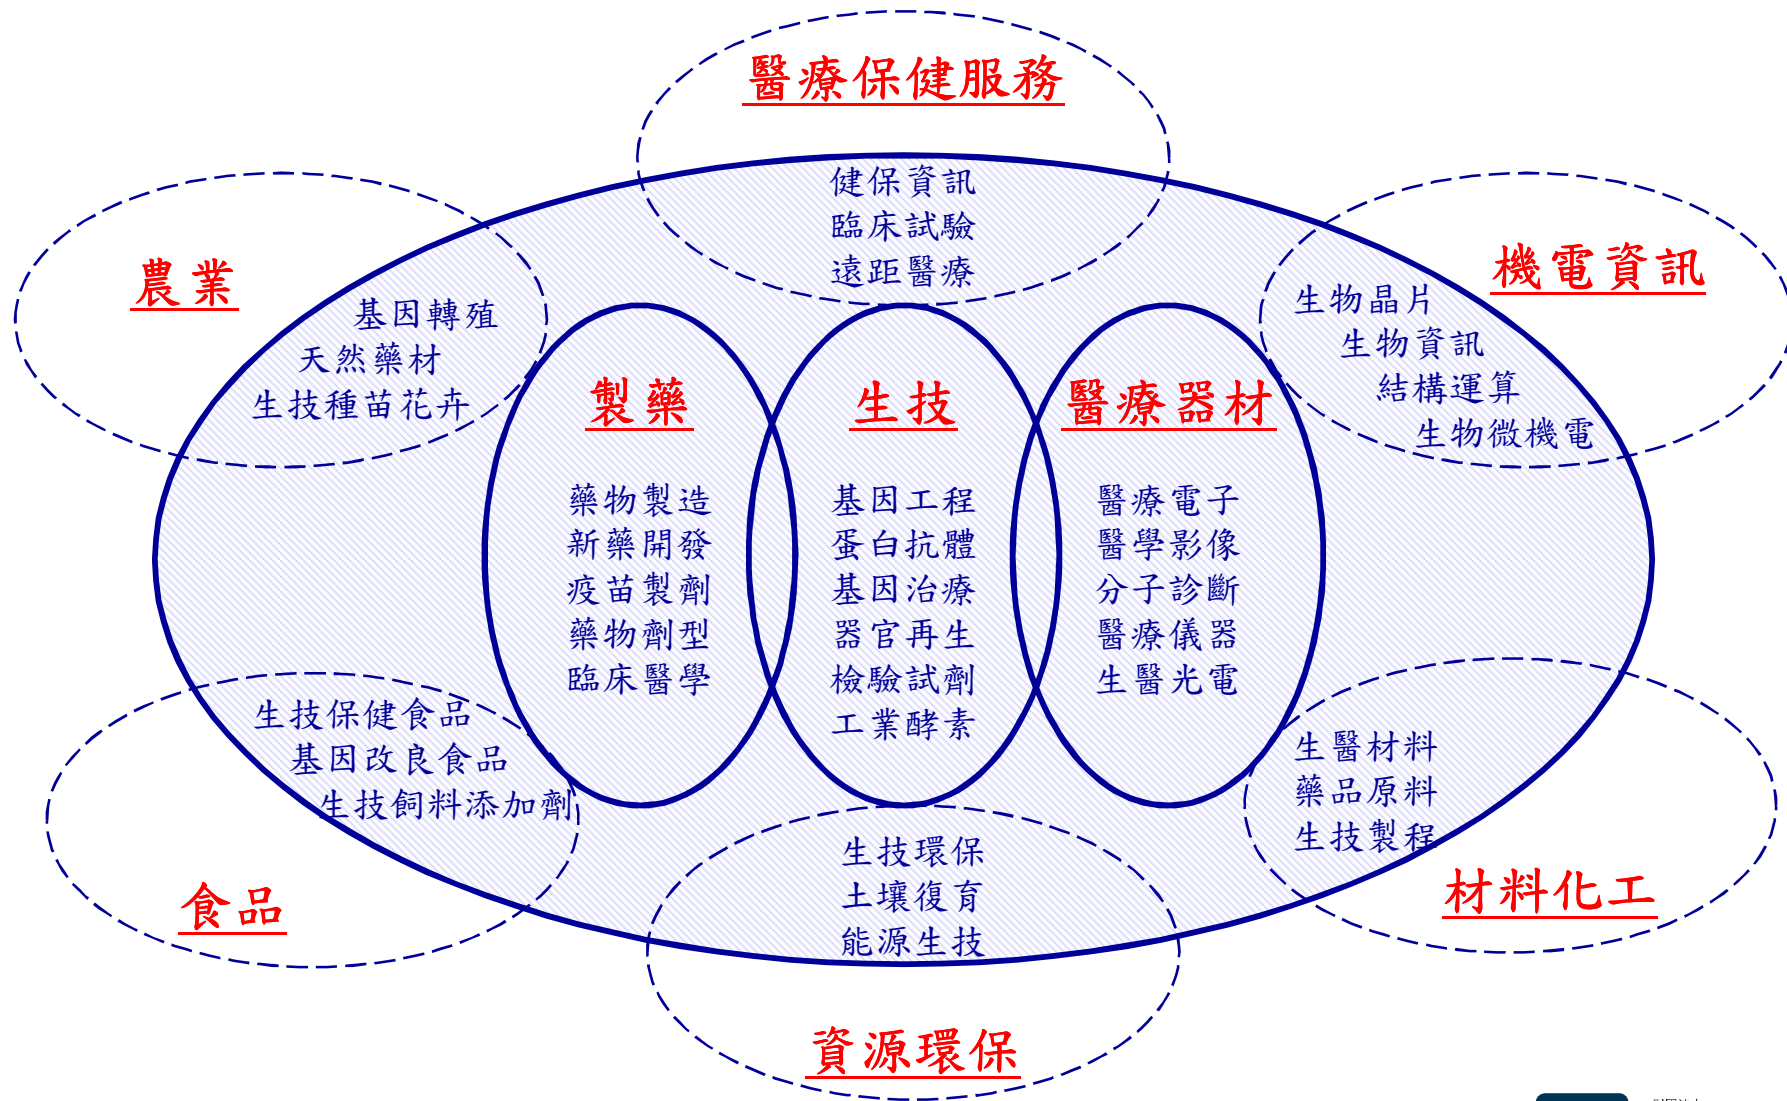 醫療保健服務
健保資訊
臨床試驗
遠距醫療
農業
基因轉殖
天然藥材
生技種苗花卉
機電資訊
生物晶片
生物資訊
結構運算
生物微機電
製藥
藥物製造
新藥開發
疫苗製劑
藥物劑型
臨床醫學
生技
基因工程
蛋白抗體
基因治療
器官再生
檢驗試劑
工業酵素
醫療器材
醫療電子
醫學影像
分子診斷
醫療儀器
生醫光電
生技保健食品
基因改良食品
生技飼料添加劑
食品
生技環保
土壤復育
能源生技
資源環保
生醫材料
藥品原料
生技製程
材料化工